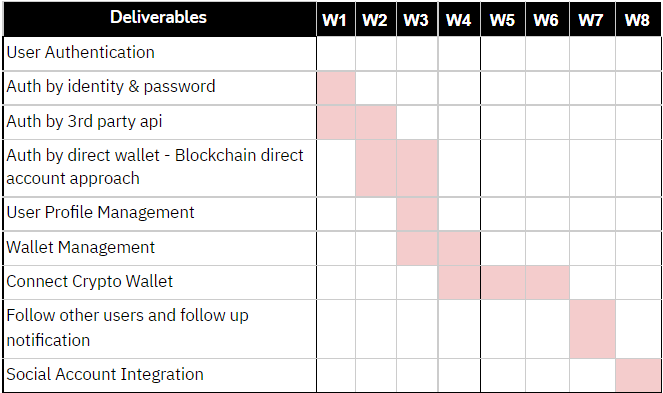 Deliverables W1 W2 W3 W4 W5 W6 W7 W8
User Authentication
Auth by identity & password
Auth by 3rd party api
Auth by direct wallet - Blockchain direct
account approach
User Profile Management
Wallet Management
Connect Crypto Wallet
Follow other users and follow up
notification
Social Account Integration